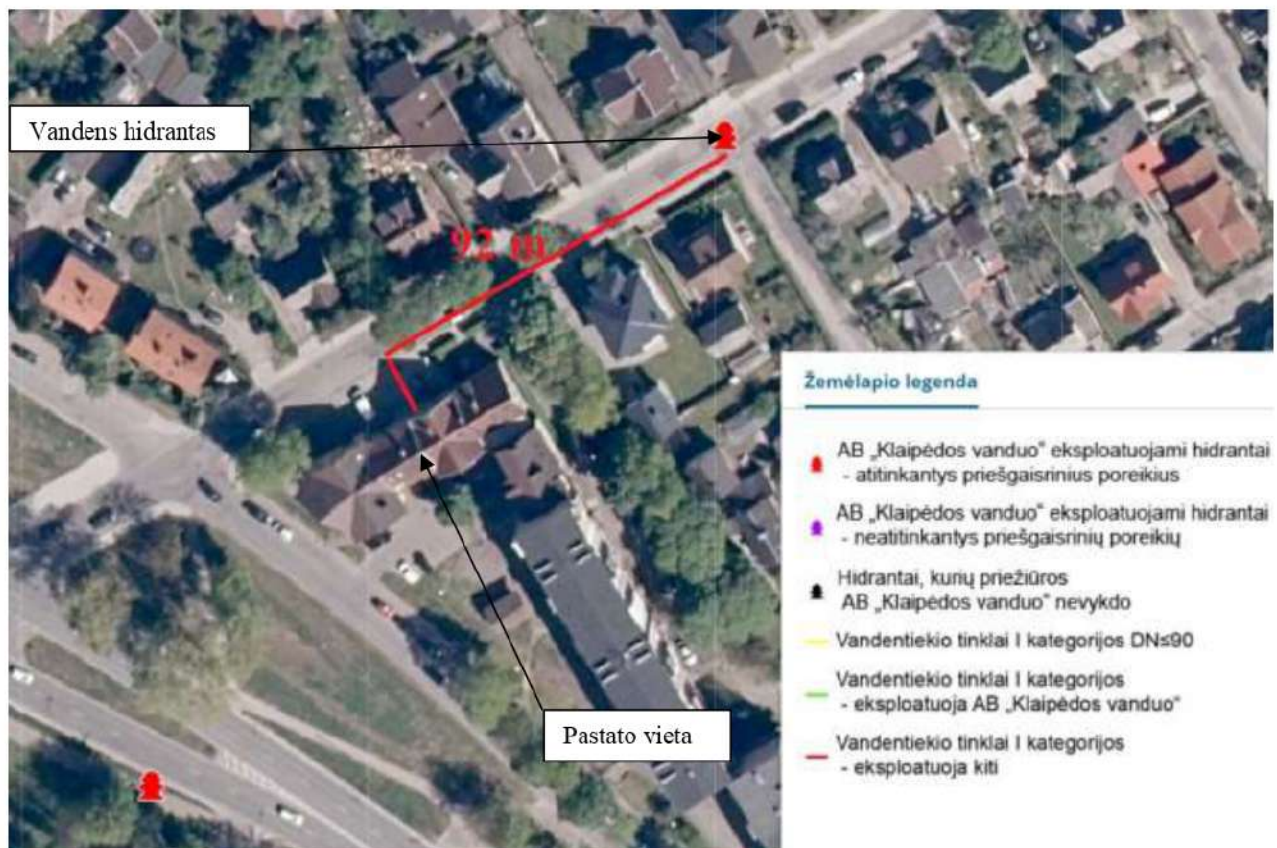 Vandens hidrantas
92 m
Pastato vieta
Žemėlapio legenda
AB „Klaipėdos vanduo“ eksploatuojami hidrantai
- atitinkantys priešgaisrinius poreikius
AB „Klaipėdos vanduo“ eksploatuojami hidrantai
- neatitinkantys priešgaisrinių poreikių
Hidrantai, kurių priežiūros
AB „Klaipėdos vanduo“ nevykdo
Vandentiekio tinklai I kategorijos DN≤90
Vandentiekio tinklai I kategorijos
- eksploatuoja AB „Klaipėdos vanduo“
Vandentiekio tinklai I kategorijos
- eksploatuoja kiti